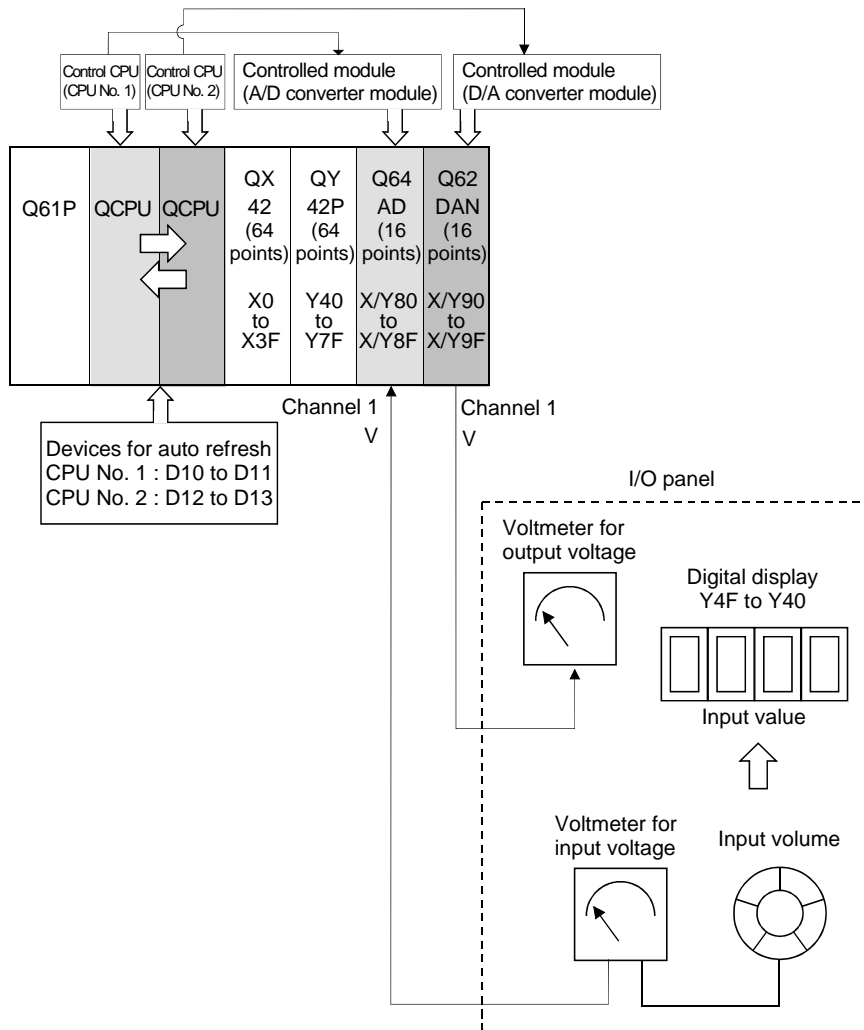 Control CPU
(CPU No. 1)
Control CPU
(CPU No. 2)
Controlled module
(A/D converter module)
Controlled module
(D/A converter module)
Q61P
QCPU
QCPU
QX
42
(64
points)
X0
to
X3F
QY
42P
(64
points)
Y40
to
Y7F
Q64
AD
(16
points)
X/Y80
to
X/Y8F
Q62
DAN
(16
points)
X/Y90
to
X/Y9F
Channel 1
V
Channel 1
V
Devices for auto refresh
CPU No. 1 : D10 to D11
CPU No. 2 : D12 to D13
I/O panel
Voltmeter for
output voltage
Digital display
Y4F to Y40
Input value
Voltmeter for
input voltage
Input volume